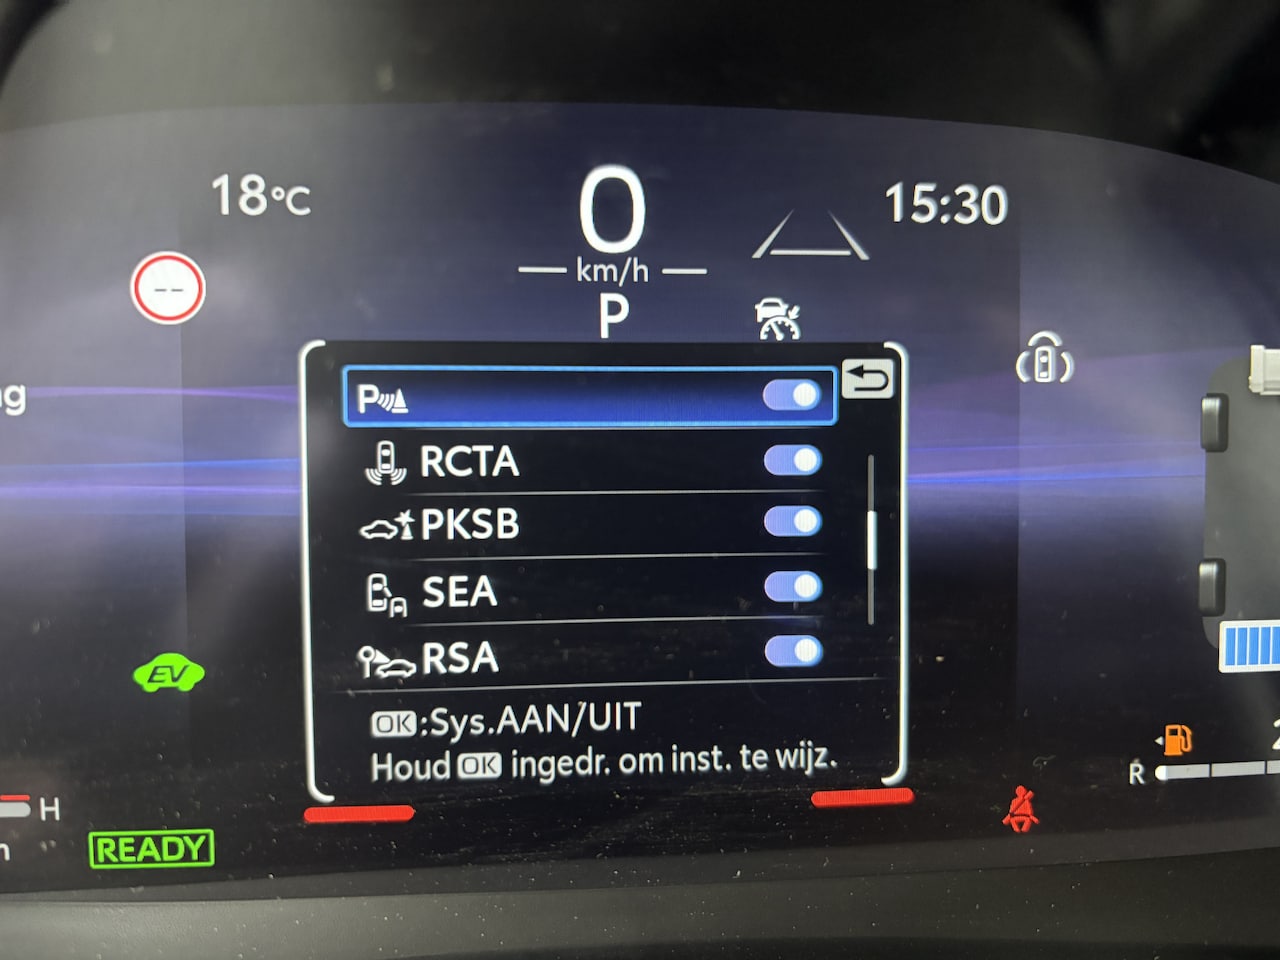 18°C
0
15:30
km/h
P
--
P
RCTA
PKSB
SEA
RSA
EV
OK:Sys.AAN/UIT
Houd OK ingedr. om inst. te wijz.
R
H
READY